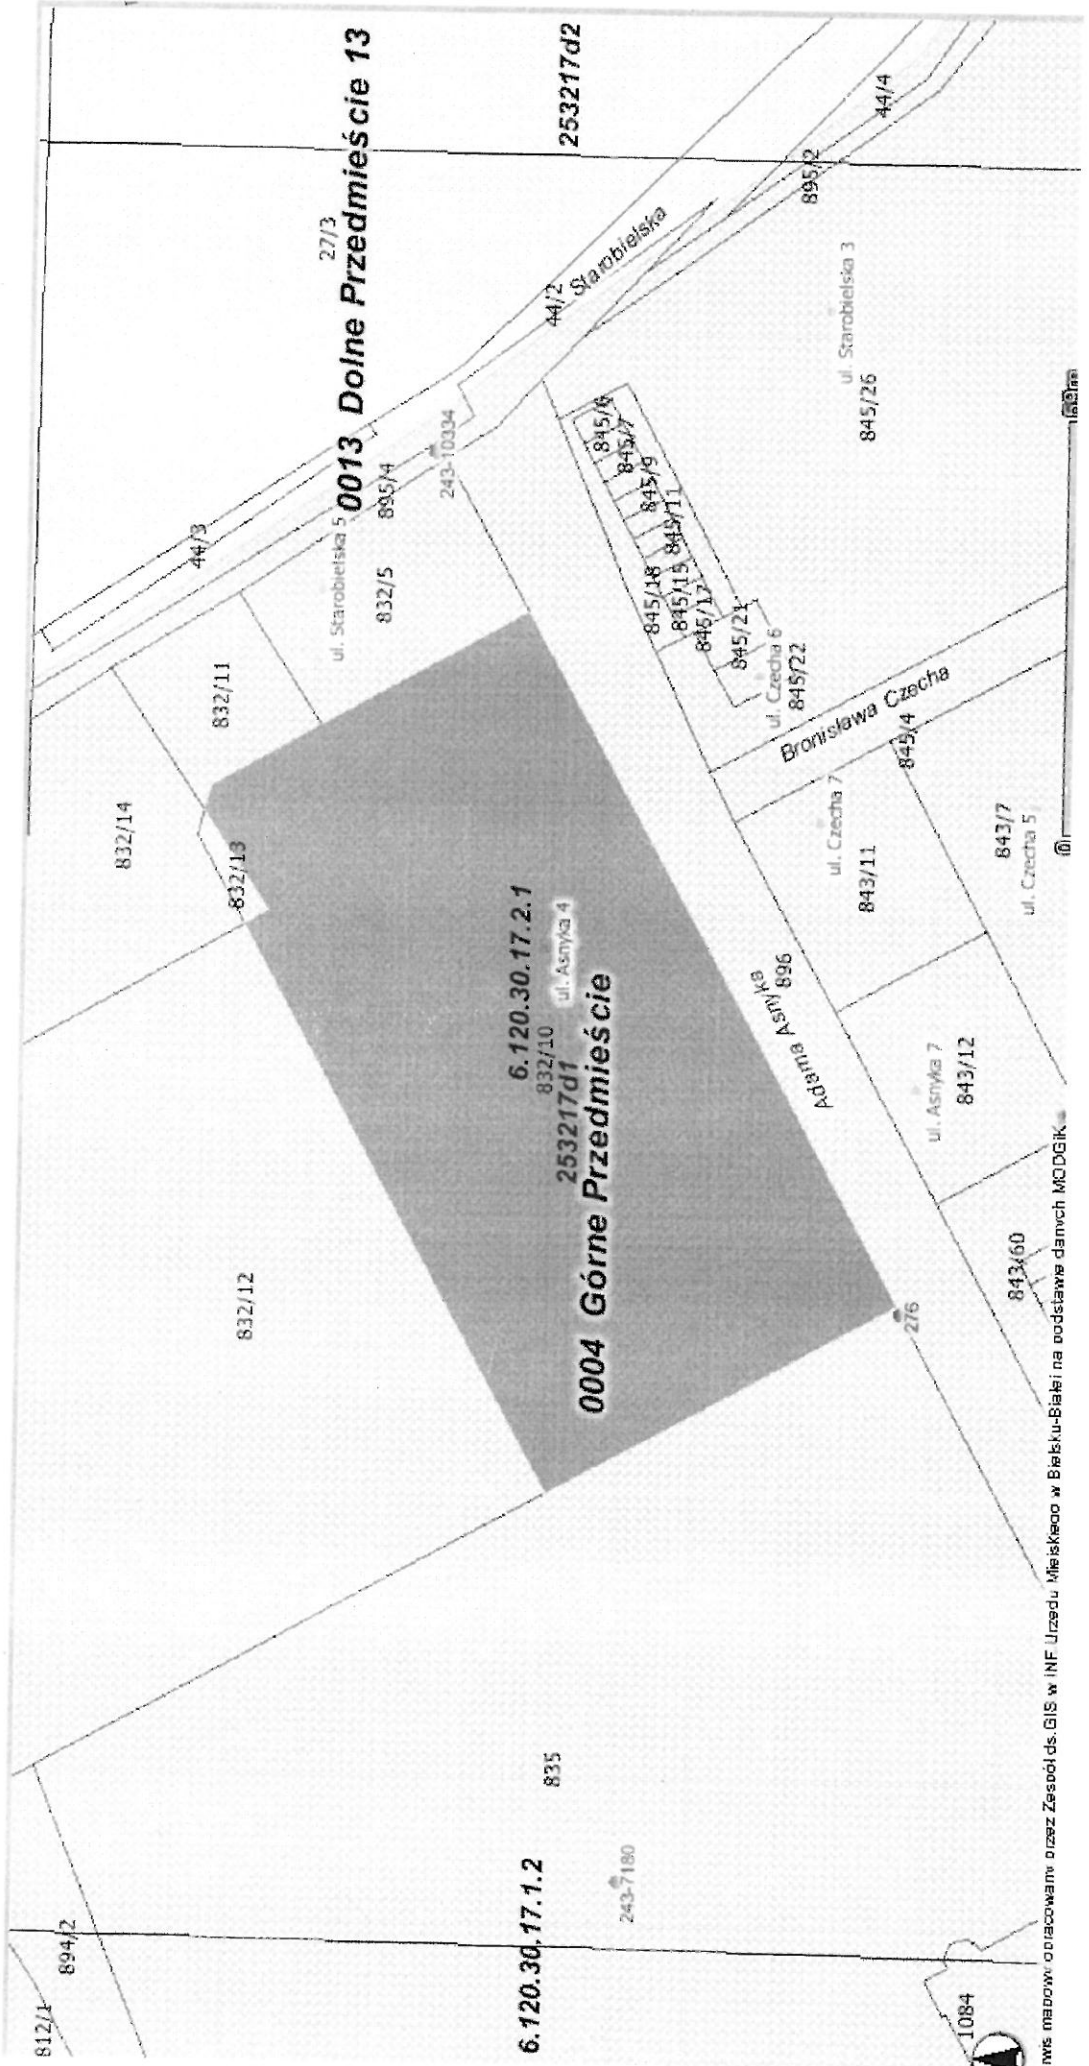 812/1
894/2
832/12
832/14
832/13
832/11
44/3
27/3
0013 Dolne Przedmieście 13
253217d2
ul. Starobielska 5
832/5
895/4
243-10334
44/2
Starobielska
895/2
44/4
6.120.30.17.2.1
832/10
ul. Asnyka 4
253217d1
0004 Górne Przedmieście
835
6.120.30.17.1.2
243-7180
845/6
845/7
845/9
845/11
845/18
845/15
845/17
845/21
ul. Czecha 6
845/22
ul. Starobielska 3
845/26
Bronisława Czecha
845/4
ul. Czecha 7
843/11
843/7
ul. Czecha 5
Adama Asnyka
896
ul. Asnyka 7
843/12
843/60
276
1084
0
opracowany przez Zespół ds. GIS w INF Urzędu Miejskiego w Bielsku-Białej na podstawie danych MODGiK